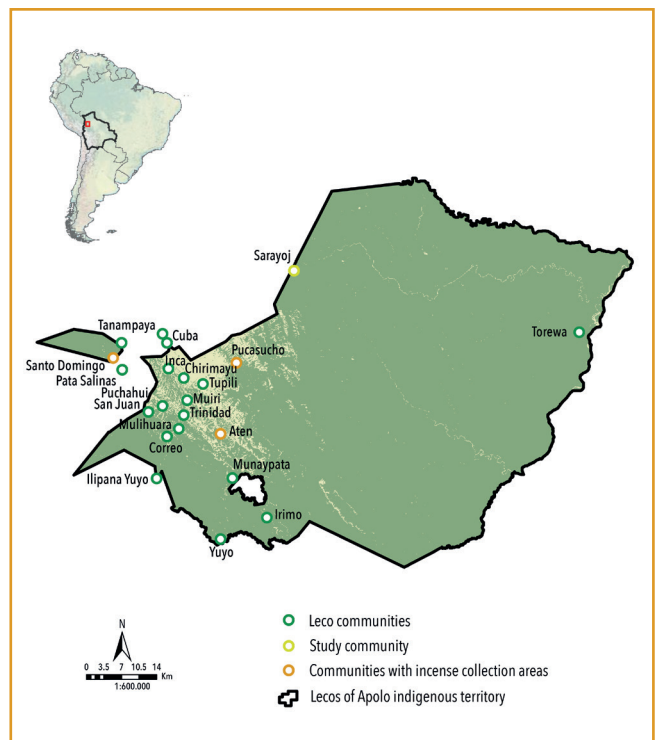 Sarayoj
Torewa
Tanampaya
Cuba
Pucasucho
Inca
Santo Domingo
Chirimayu
Pata Salinas
Tupili
Puchahui
Muiri
San Juan
Trinidad
Mulihuara
Aten
Correo
Munaypata
Ilipana Yuyo
Irimo
Yuyo
N
0 3.5 7 10.5 14
Km
1:600.000
Leco communities
Study community
Communities with incense collection areas
Lecos of Apolo indigenous territory